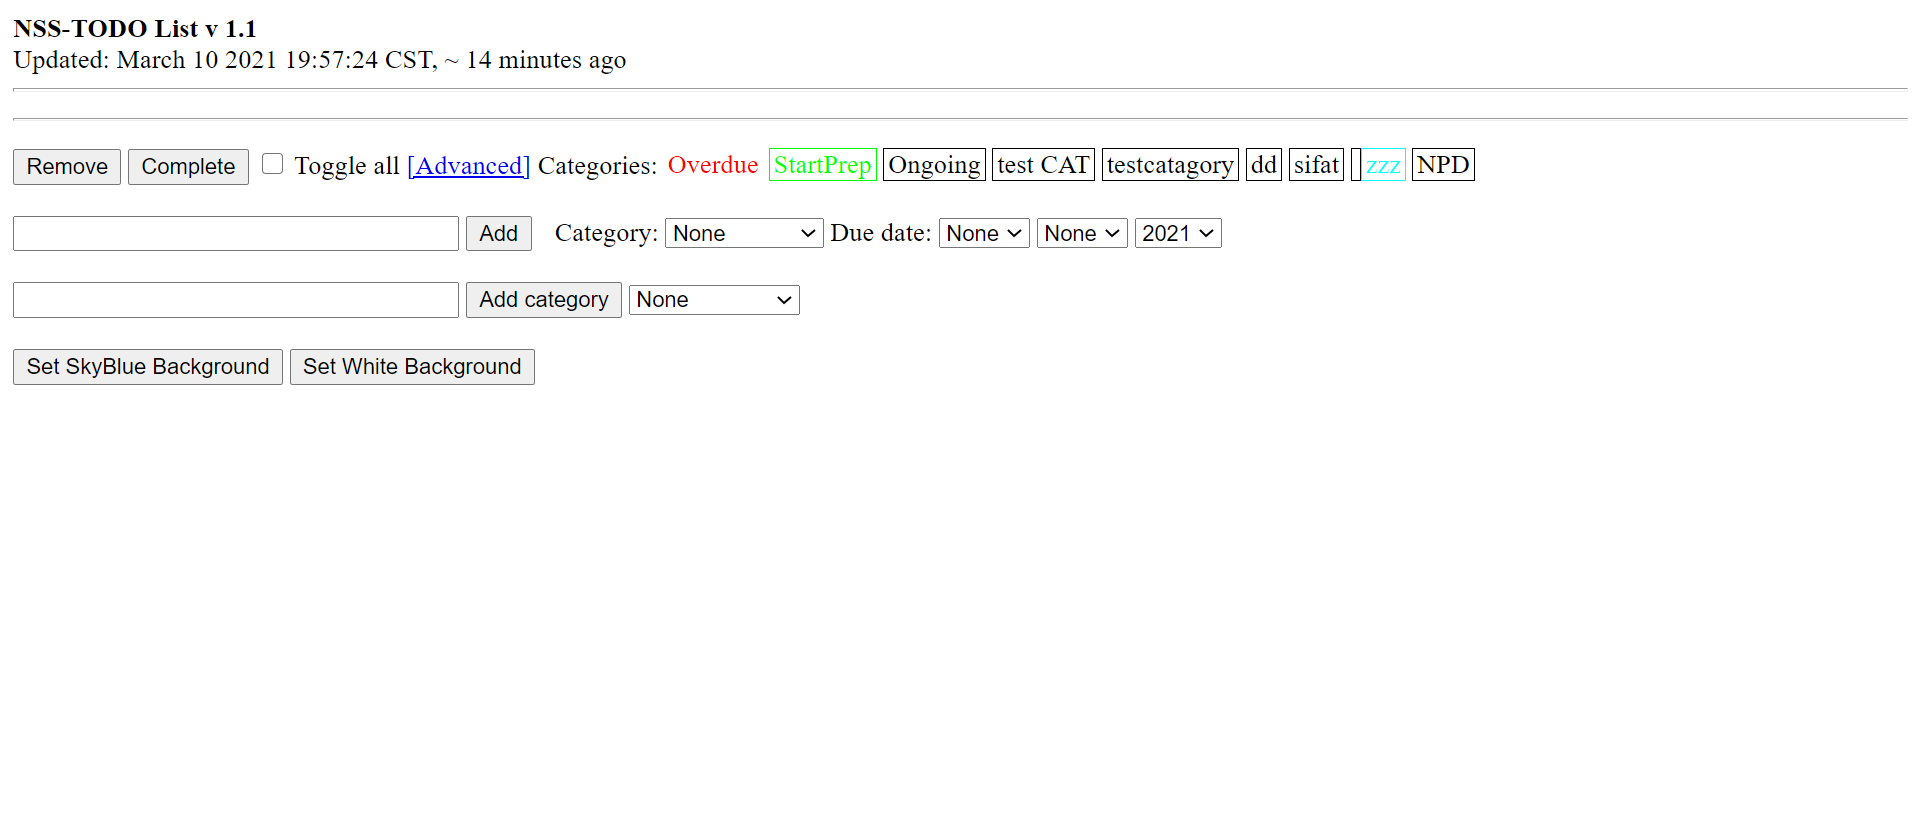 NSS-TODO List v 1.1
Updated: March 10 2021 19:57:24 CST, ~ 14 minutes ago
Remove Complete Toggle all [Advanced] Categories: Overdue StartPrep Ongoing test CAT testcatagory dd sifat zzz NPD
Add Category: None Due date: None None 2021
Add category None
Set SkyBlue Background Set White Background